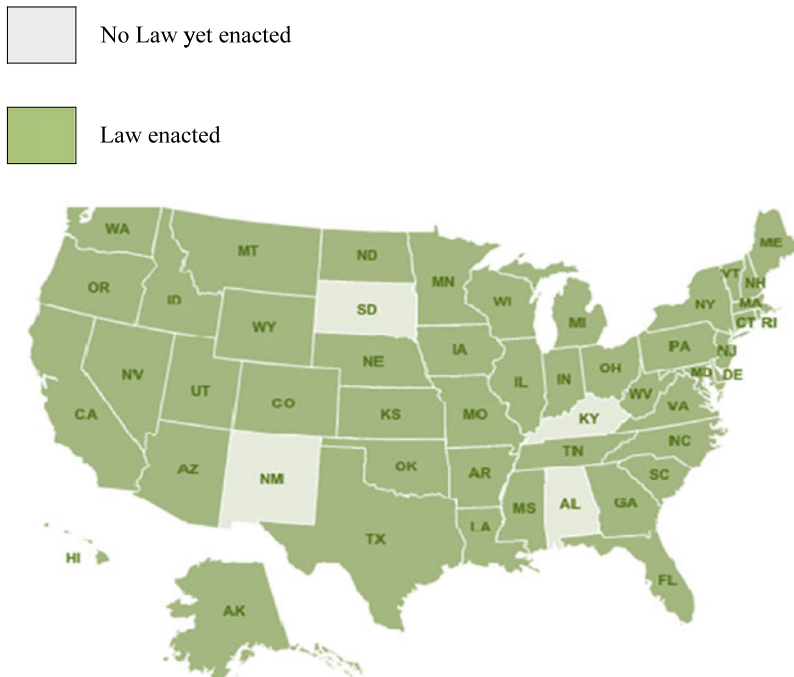 No Law yet enacted
Law enacted
WA
MT
ND
MN
ME
VT
NH
OR
ID
WY
SD
WI
MI
NY
MA
CT RI
NV
UT
CO
NE
IA
IL
IN
OH
PA
NJ
MD
DE
WV
VA
CA
KS
MO
KY
AZ
NM
OK
AR
TN
NC
SC
TX
LA
MS
AL
GA
HI
AK
FL